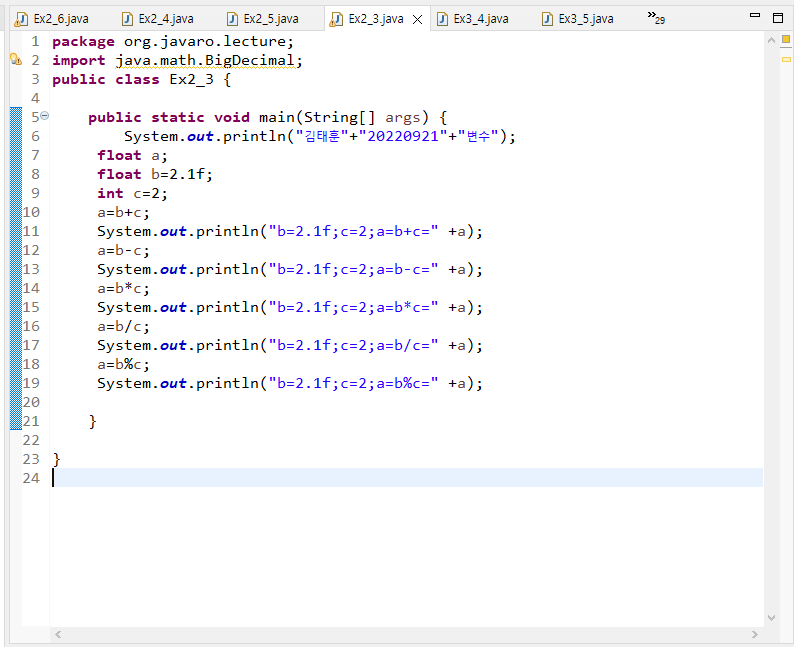 Ex2_6.java Ex2_4.java Ex2_5.java Ex2_3.java Ex3_4.java Ex3_5.java »29
1 package org.javaro.lecture;
2 import java.math.BigDecimal;
3 public class Ex2_3 {
4
5 public static void main(String[] args) {
6 System.out.println("김태훈"+"20220921"+"변수");
7 float a;
8 float b=2.1f;
9 int c=2;
10 a=b+c;
11 System.out.println("b=2.1f;c=2;a=b+c=" +a);
12 a=b-c;
13 System.out.println("b=2.1f;c=2;a=b-c=" +a);
14 a=b*c;
15 System.out.println("b=2.1f;c=2;a=b*c=" +a);
16 a=b/c;
17 System.out.println("b=2.1f;c=2;a=b/c=" +a);
18 a=b%c;
19 System.out.println("b=2.1f;c=2;a=b%c=" +a);
20
21 }
22
23 }
24